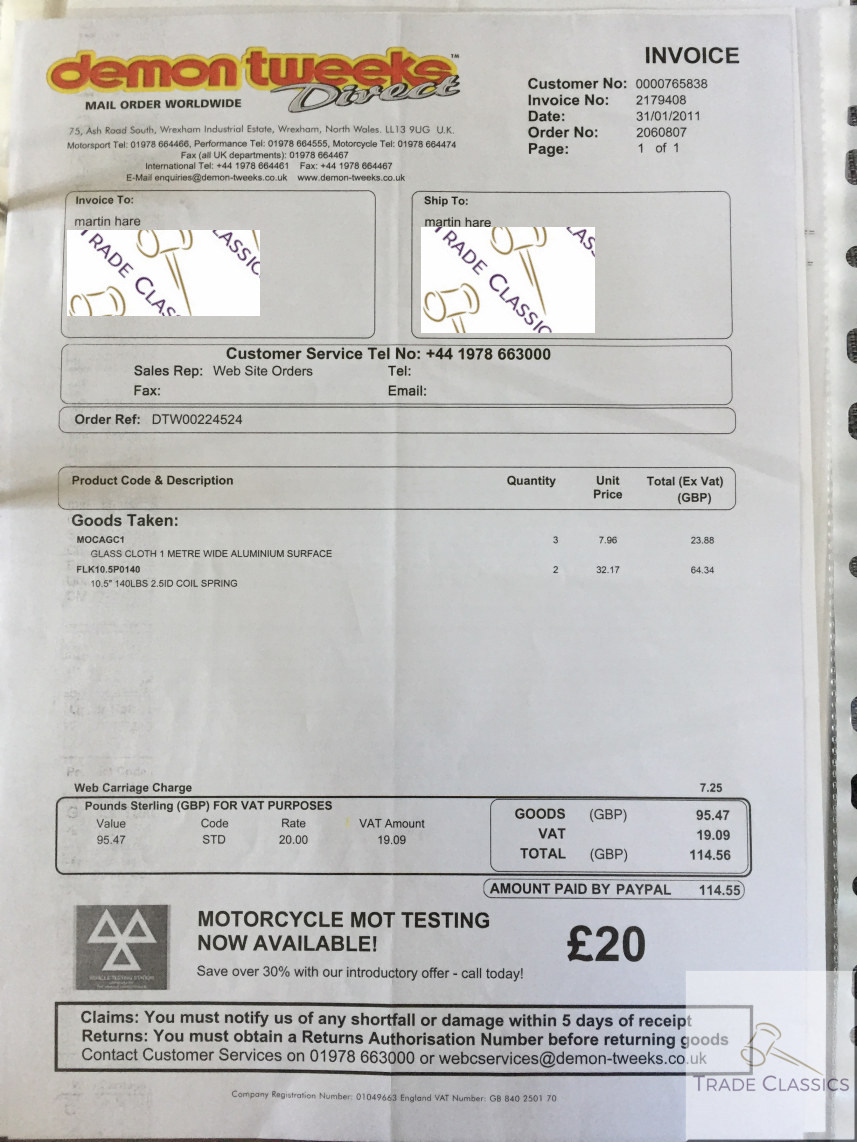 demon tweeks™
Direct
MAIL ORDER WORLDWIDE
75, Ash Road South, Wrexham Industrial Estate, Wrexham, North Wales. LL13 9UG U.K.
Motorsport Tel: 01978 664466, Performance Tel: 01978 664555, Motorcycle Tel: 01978 664474
Fax (all UK departments): 01978 664467
International Tel: +44 1978 664461 Fax: +44 1978 664467
E-Mail enquiries@demon-tweeks.co.uk www.demon-tweeks.co.uk
INVOICE
Customer No: 0000765838
Invoice No: 2179408
Date: 31/01/2011
Order No: 2060807
Page: 1 of 1
Invoice To:
martin hare
TRADE CLASSIC
CLASSIC
Ship To:
martin hare
TRADE CLASSIC
CLASS
Customer Service Tel No: +44 1978 663000
Sales Rep: Web Site Orders Tel:
Fax: Email:
Order Ref: DTW00224524
Product Code & Description Quantity Unit Price Total (Ex Vat) (GBP)
Goods Taken:
MOCAGC1 3 7.96 23.88
GLASS CLOTH 1 METRE WIDE ALUMINIUM SURFACE
FLK10.5P0140 2 32.17 64.34
10.5" 140LBS 2.5ID COIL SPRING
Web Carriage Charge 7.25
Pounds Sterling (GBP) FOR VAT PURPOSES
Value Code Rate VAT Amount
95.47 STD 20.00 19.09
GOODS (GBP) 95.47
VAT 19.09
TOTAL (GBP) 114.56
AMOUNT PAID BY PAYPAL 114.55
MOTORCYCLE MOT TESTING
NOW AVAILABLE!
£20
Save over 30% with our introductory offer - call today!
Claims: You must notify us of any shortfall or damage within 5 days of receipt
Returns: You must obtain a Returns Authorisation Number before returning goods
Contact Customer Services on 01978 663000 or webcservices@demon-tweeks.co.uk
TRADE CLASSICS
Company Registration Number: 01049663 England VAT Number: GB 840 2501 70